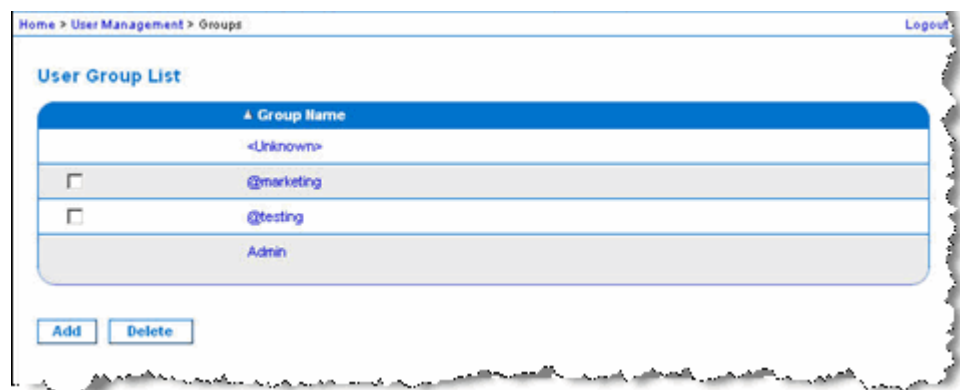 Home > User Management > Groups Logout
User Group List
▲ Group Name
<Unknown>
@marketing
@testing
Admin
Add Delete